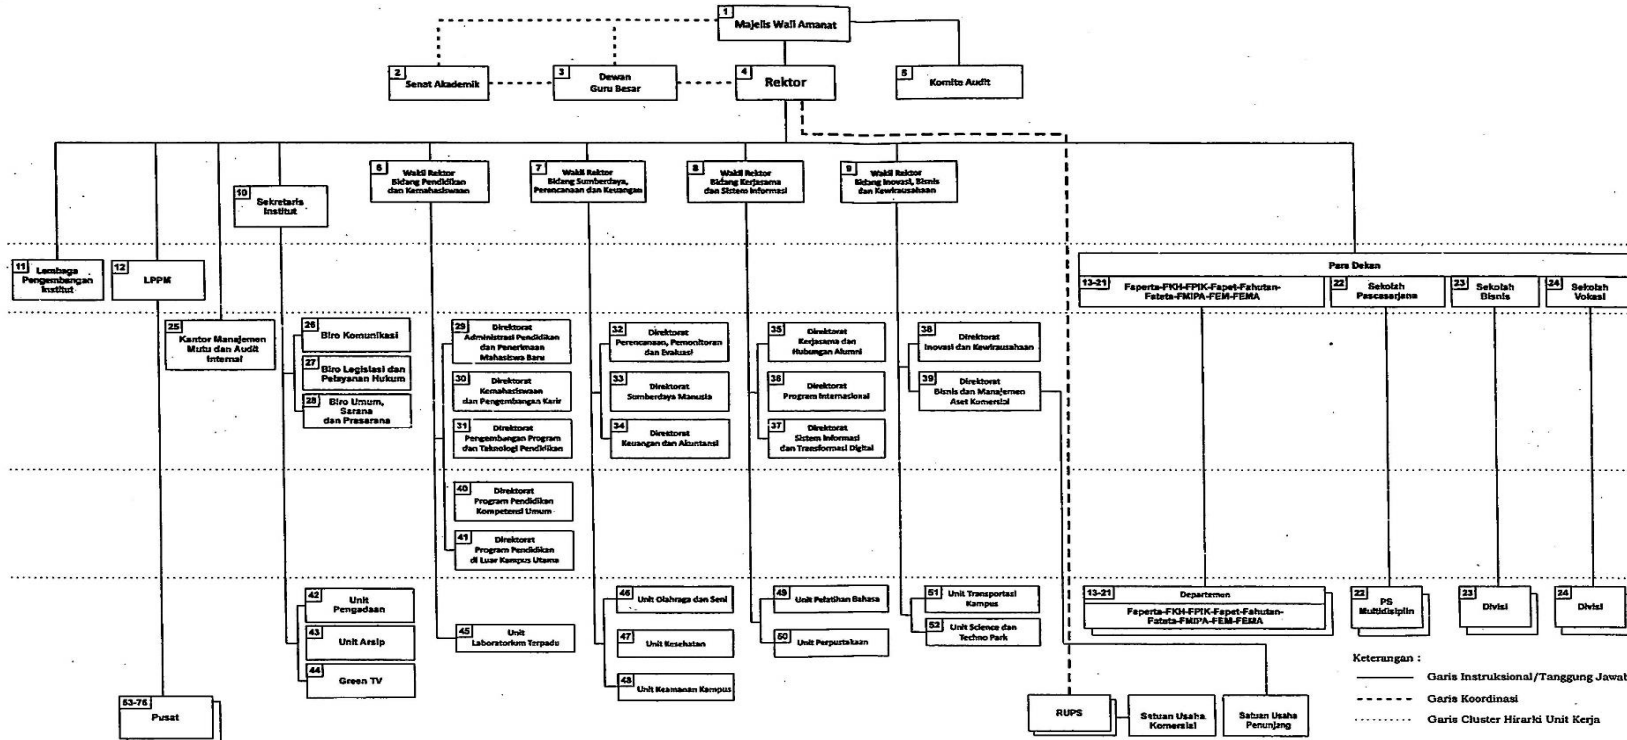 1
Majelis Wali Amanat
2
Senat Akademik
3
Dewan
Guru Besar
4
Rektor
5
Komite Audit
6
Wakil Rektor
Bidang Pendidikan
dan Kemahasiswaan
7
Wakil Rektor
Bidang Sumberdaya,
Perencanaan dan Keuangan
8
Wakil Rektor
Bidang Kerjasama
dan Sistem Informasi
9
Wakil Rektor
Bidang Inovasi, Bisnis
dan Kewirausahaan
10
Sekretaris
Institut
11
Lembaga
Pengembangan
Institut
12
LPPM
Para Dekan
13-21
Faperta-FKH-FPIK-Fapet-Fahutan-
Fateta-FMIPA-FEM-FEMA
22
Sekolah
Pascasarjana
23
Sekolah
Bisnis
24
Sekolah
Vokasi
25
Kantor Manajemen
Mutu dan Audit
Internal
26
Biro Komunikasi
27
Biro Legislasi dan
Pelayanan Hukum
28
Biro Umum,
Sarana
dan Prasarana
29
Direktorat
Administrasi Pendidikan
dan Penerimaan
Mahasiswa Baru
30
Direktorat
Kemahasiswaan
dan Pengembangan Karir
31
Direktorat
Pengembangan Program
dan Teknologi Pendidikan
32
Direktorat
Perencanaan, Pemonitoran
dan Evaluasi
33
Direktorat
Sumberdaya Manusia
34
Direktorat
Keuangan dan Akuntansi
35
Direktorat
Kerjasama dan
Hubungan Alumni
36
Direktorat
Program Internasional
37
Direktorat
Sistem Informasi
dan Transformasi Digital
38
Direktorat
Inovasi dan Kewirausahaan
39
Direktorat
Bisnis dan Manajemen
Aset Komersial
40
Direktorat
Program Pendidikan
Kompetensi Umum
41
Direktorat
Program Pendidikan
di Luar Kampus Utama
42
Unit
Pengadaan
43
Unit Arsip
44
Green TV
45
Unit
Laboratorium Terpadu
46
Unit Olahraga dan Seni
47
Unit Kesehatan
48
Unit Keamanan Kampus
49
Unit Pelatihan Bahasa
50
Unit Perpustakaan
51
Unit Transportasi
Kampus
52
Unit Science dan
Techno Park
13-21
Departemen
Faperta-FKH-FPIK-Fapet-Fahutan-
Fateta-FMIPA-FEM-FEMA
22
PS
Multidisiplin
23
Divisi
24
Divisi
53-75
Pusat
RUPS
Satuan Usaha
Komersial
Satuan Usaha
Penunjang
Keterangan :
Garis Instruksional/Tanggung Jawab
Garis Koordinasi
Garis Cluster Hirarki Unit Kerja